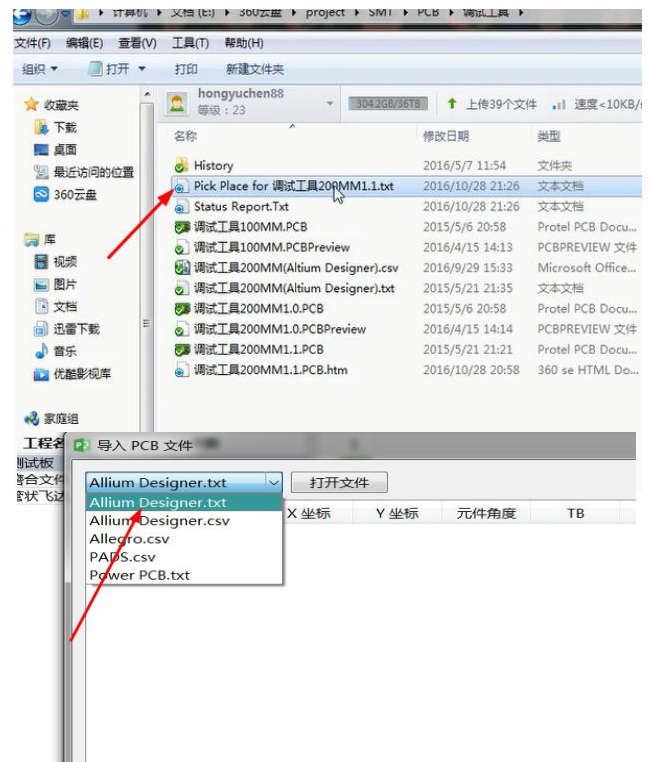 计算机 ▸ 文档 (E:) ▸ 360云盘 ▸ project ▸ SMT ▸ PCB ▸ 调试工具 ▸
文件(F) 编辑(E) 查看(V) 工具(T) 帮助(H)
组织 打开 打印 新建文件夹
收藏夹
下载
桌面
最近访问的位置
360云盘
库
视频
图片
文档
迅雷下载
音乐
优酷影视库
家庭组
hongyuchen88
等级：23
304.2GB/36TB 上传39个文件 速度<10KB/
名称 修改日期 类型
History 2016/5/7 11:54 文件夹
Pick Place for 调试工具200MM1.1.txt 2016/10/28 21:26 文本文档
Status Report.Txt 2016/10/28 21:26 文本文档
调试工具100MM.PCB 2015/5/6 20:58 Protel PCB Docu...
调试工具100MM.PCBPreview 2016/4/15 14:13 PCBPREVIEW 文件
调试工具200MM(Altium Designer).csv 2016/9/29 15:33 Microsoft Office...
调试工具200MM(Altium Designer).txt 2015/5/21 21:35 文本文档
调试工具200MM1.0.PCB 2015/5/6 20:58 Protel PCB Docu...
调试工具200MM1.0.PCBPreview 2016/4/15 14:14 PCBPREVIEW 文件
调试工具200MM1.1.PCB 2015/5/21 21:21 Protel PCB Docu...
调试工具200MM1.1.PCB.htm 2016/10/28 20:58 360 se HTML Do...
工程名
导入 PCB 文件
Allium Designer.txt 打开文件
X 坐标 Y 坐标 元件角度 TB
Allium Designer.txt
Allium Designer.csv
Allegro.csv
PADS.csv
Power PCB.txt